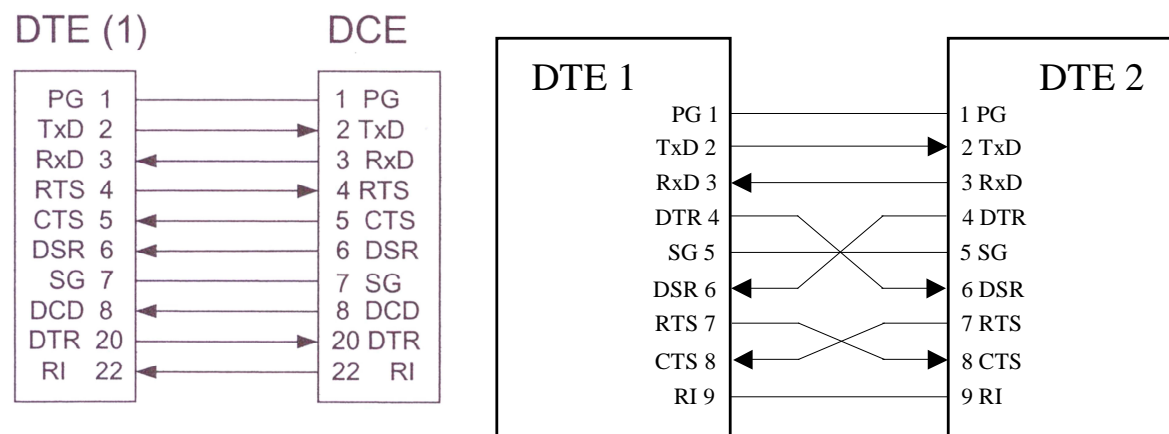 DTE (1) DCE
PG 1 1 PG
TxD 2 2 TxD
RxD 3 3 RxD
RTS 4 4 RTS
CTS 5 5 CTS
DSR 6 6 DSR
SG 7 7 SG
DCD 8 8 DCD
DTR 20 20 DTR
RI 22 22 RI
DTE 1 DTE 2
PG 1 1 PG
TxD 2 2 TxD
RxD 3 3 RxD
DTR 4 4 DTR
SG 5 5 SG
DSR 6 6 DSR
RTS 7 7 RTS
CTS 8 8 CTS
RI 9 9 RI